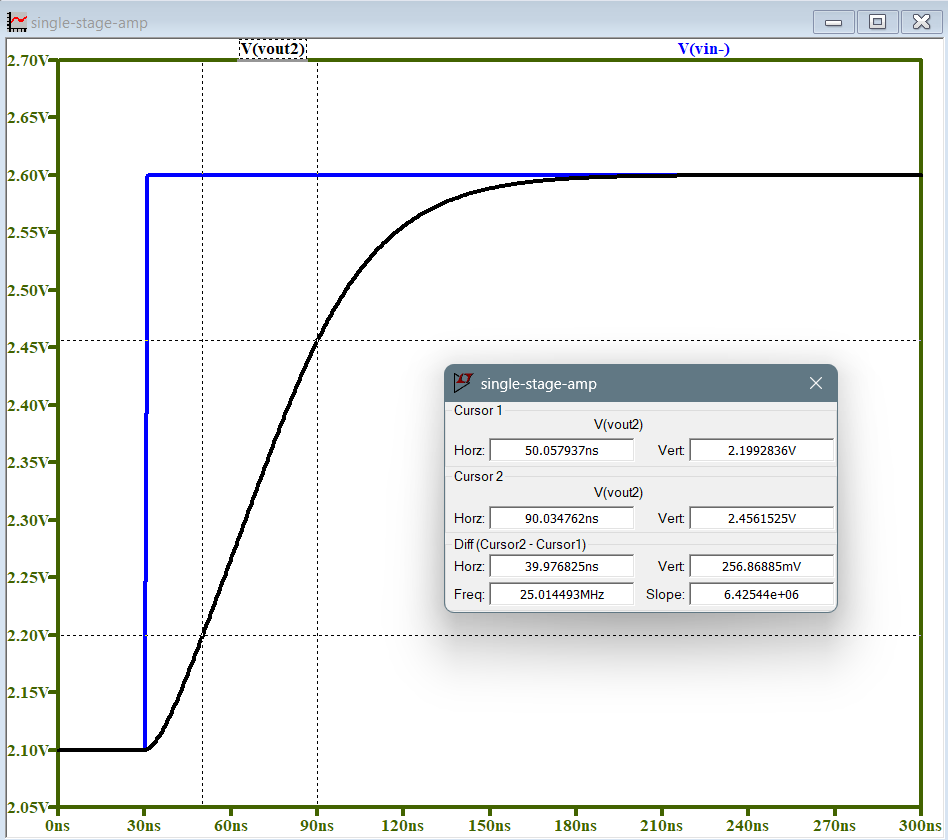 single-stage-amp
V(vout2) V(vin-)
2.70V
2.65V
2.60V
2.55V
2.50V
2.45V
2.40V
2.35V
2.30V
2.25V
2.20V
2.15V
2.10V
2.05V
0ns 30ns 60ns 90ns 120ns 150ns 180ns 210ns 240ns 270ns 300ns
single-stage-amp
Cursor 1
V(vout2)
Horz: 50.057937ns Vert: 2.1992836V
Cursor 2
V(vout2)
Horz: 90.034762ns Vert: 2.4561525V
Diff (Cursor2 - Cursor1)
Horz: 39.976825ns Vert: 256.86885mV
Freq: 25.014493MHz Slope: 6.42544e+06